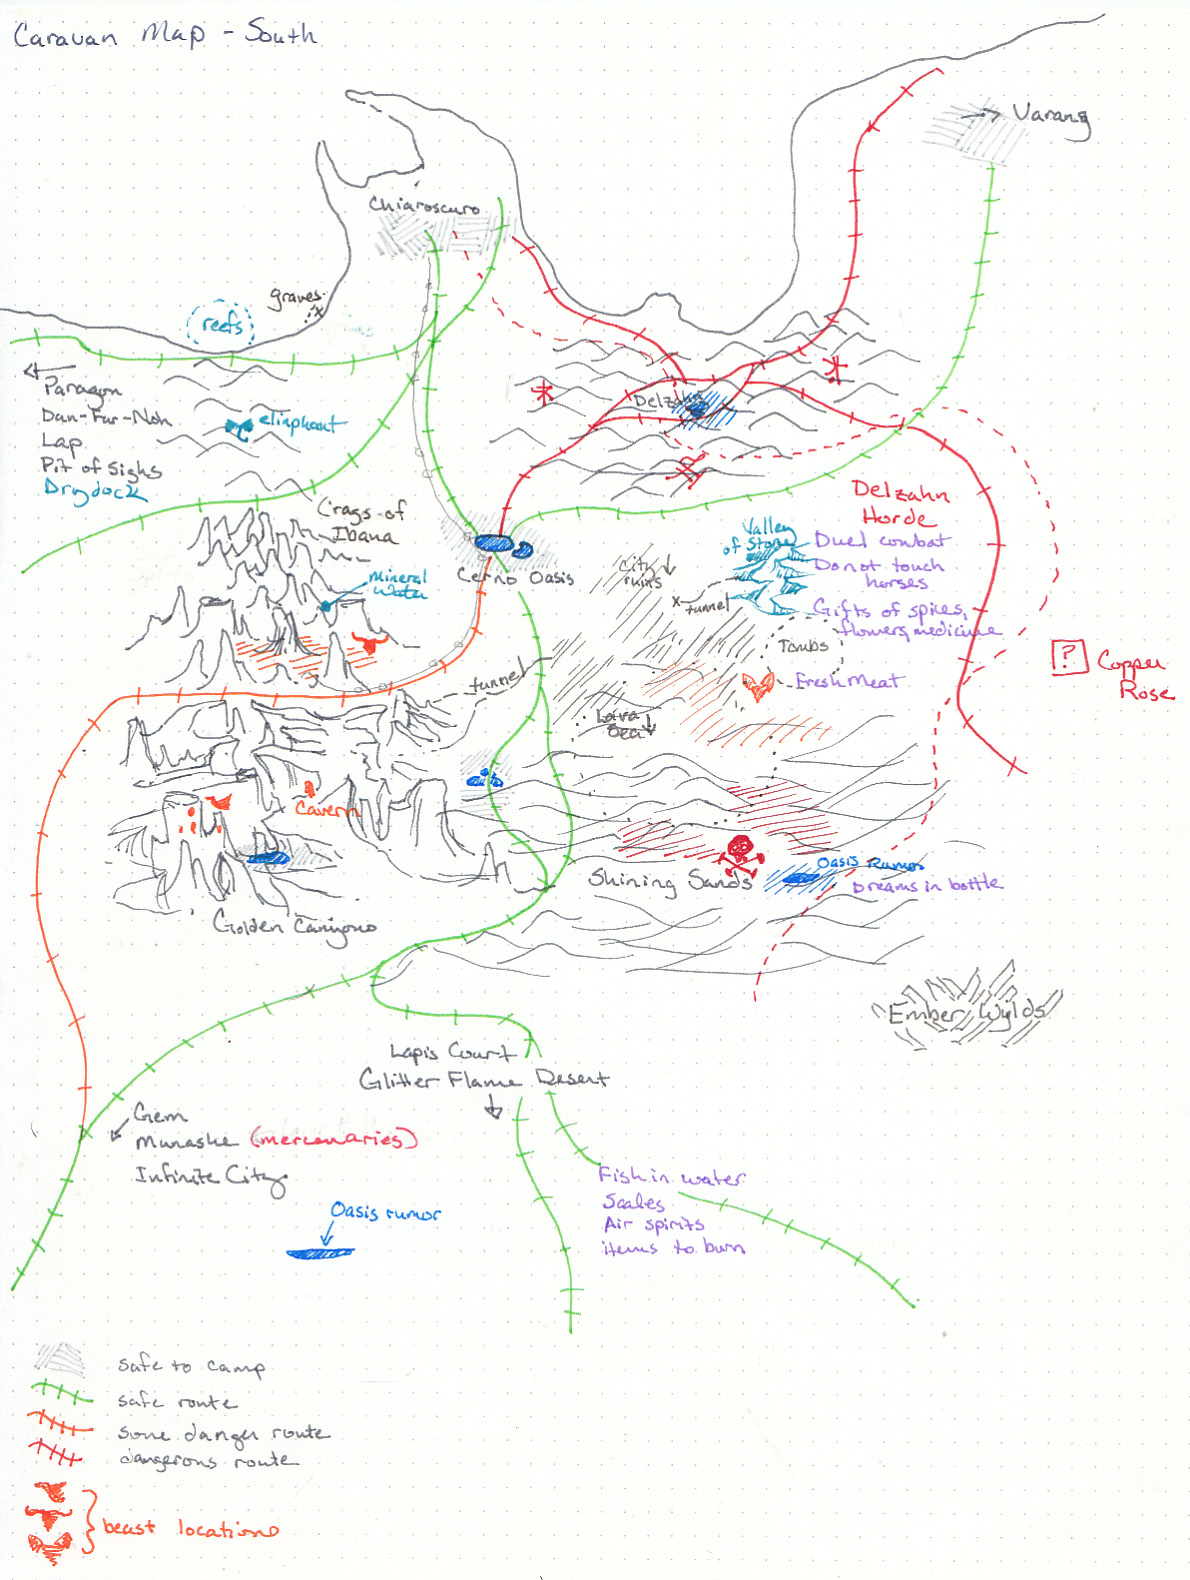 Caravan Map - South
Varang
Chiaroscuro
graves
reefs
Paragon
Dan-Far-Noh
Lap
Pit of Sighs
Drydock
eliaphant
Delzahn
Crags of
Ibana
Mineral
Water
Cerno Oasis
City
ruins
Valley
of Stone
x tunnel
Delzahn
Horde
Duel combat
Do not touch
horses
Gifts of spices,
flowers, medicine
Tombs
Fresh Meat
?
Copper
Rose
tunnel
Lava
Sea
Cavern
Golden Canyons
Shining Sands
Oasis Rumor
Dreams in bottle
Ember Wylds
Lapis Court
Glitter Flame Desert
Gem
Munashe (mercenaries)
Infinite City
Oasis rumor
Fish in water
Scales
Air spirits
items to burn
safe to camp
safe route
some danger route
dangerous route
beast locations